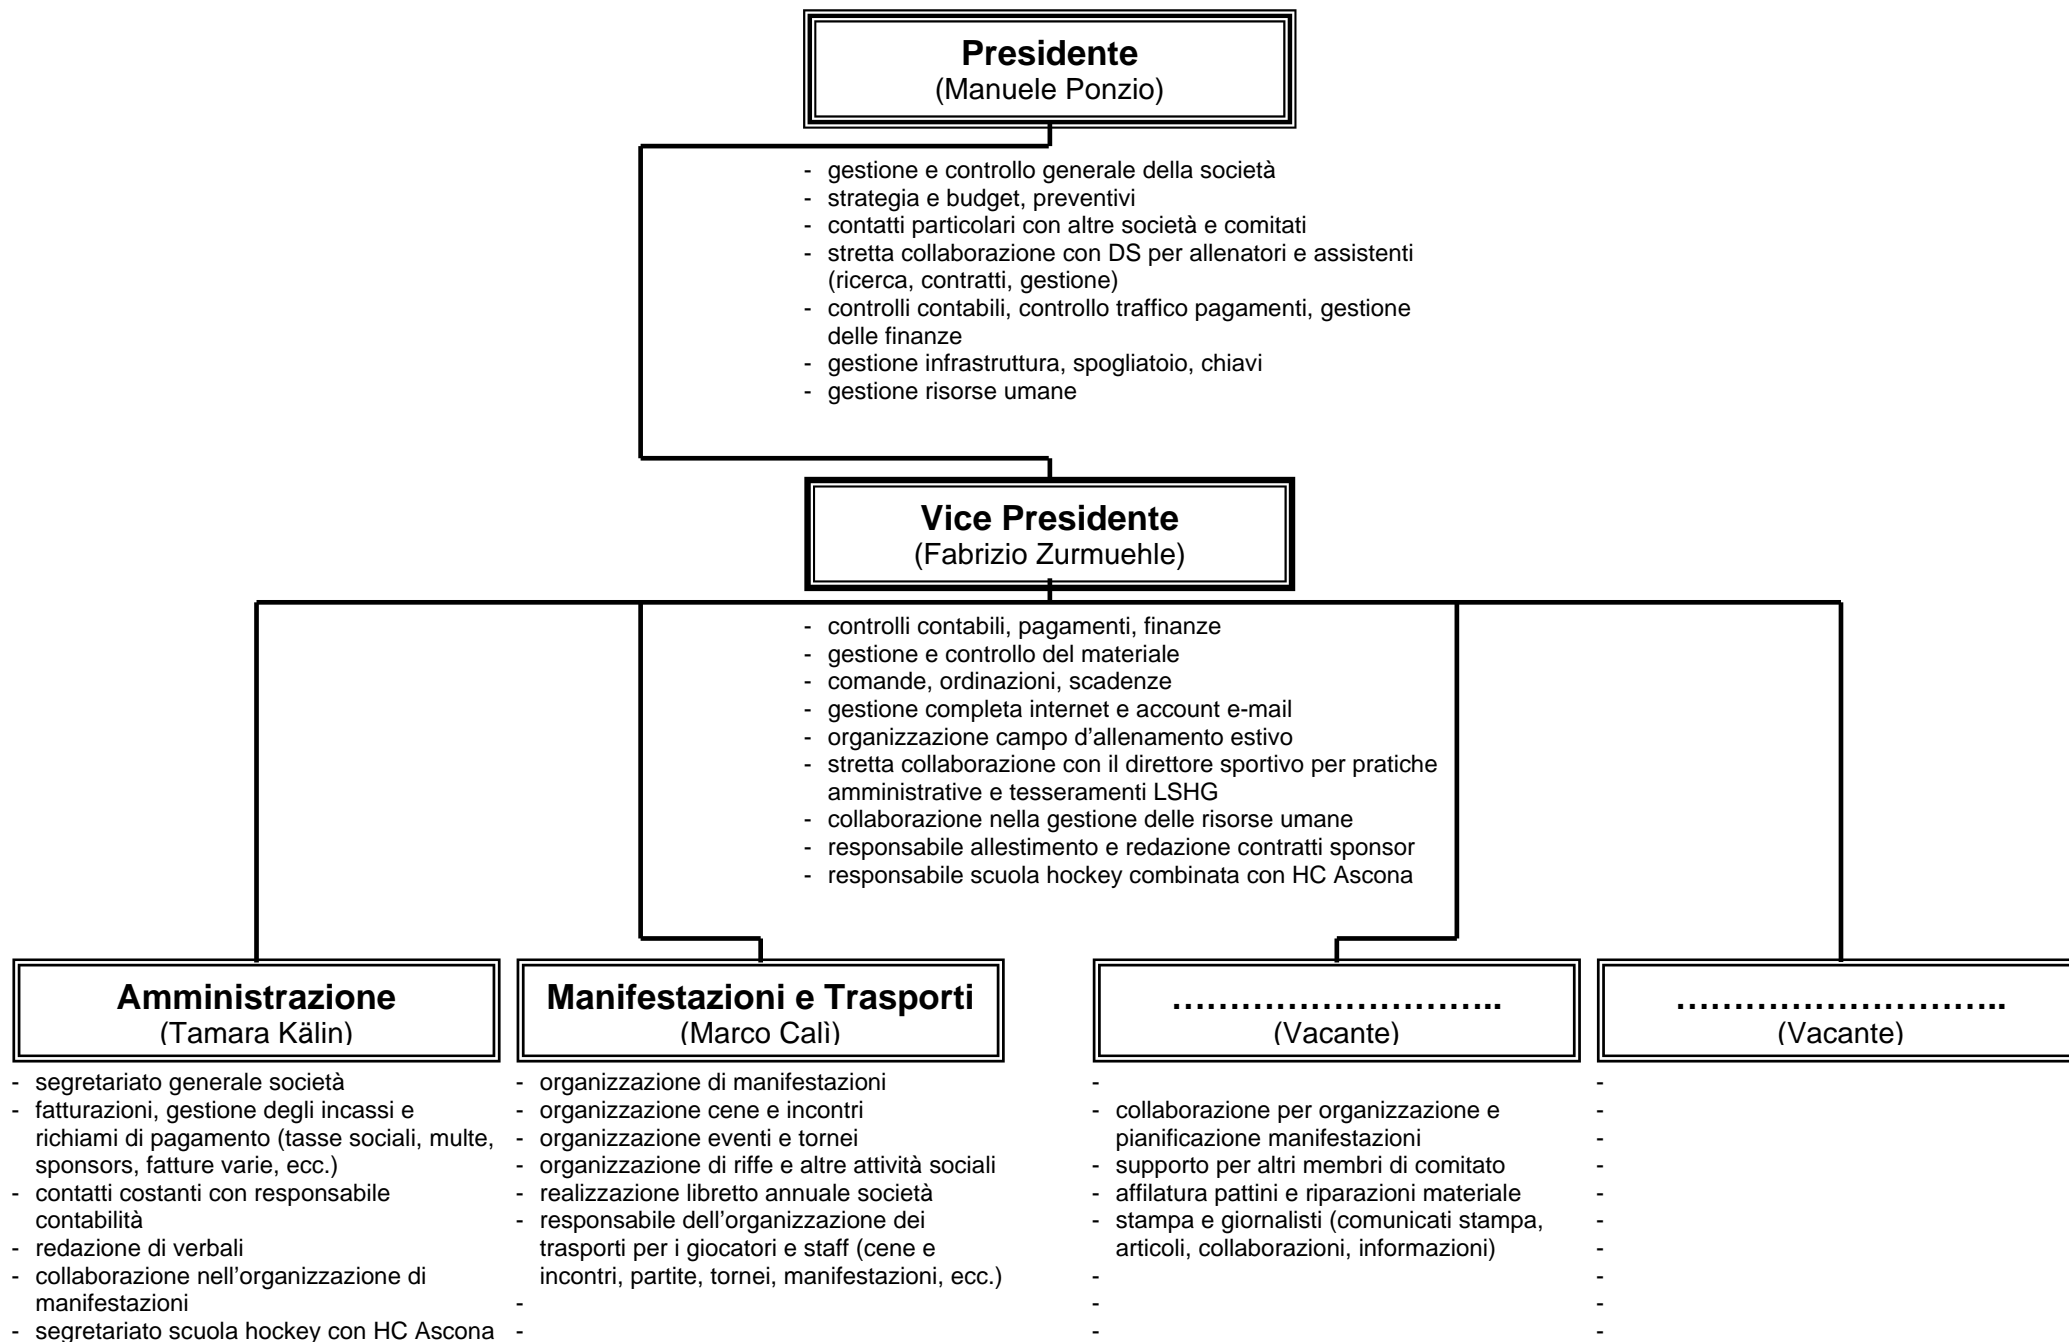 Presidente
(Manuele Ponzio)
- gestione e controllo generale della società
- strategia e budget, preventivi
- contatti particolari con altre società e comitati
- stretta collaborazione con DS per allenatori e assistenti
(ricerca, contratti, gestione)
- controlli contabili, controllo traffico pagamenti, gestione
delle finanze
- gestione infrastruttura, spogliatoio, chiavi
- gestione risorse umane
Vice Presidente
(Fabrizio Zurmuehle)
- controlli contabili, pagamenti, finanze
- gestione e controllo del materiale
- comande, ordinazioni, scadenze
- gestione completa internet e account e-mail
- organizzazione campo d’allenamento estivo
- stretta collaborazione con il direttore sportivo per pratiche
amministrative e tesseramenti LSHG
- collaborazione nella gestione delle risorse umane
- responsabile allestimento e redazione contratti sponsor
- responsabile scuola hockey combinata con HC Ascona
Amministrazione
(Tamara Kälin)
- segretariato generale società
- fatturazioni, gestione degli incassi e
richiami di pagamento (tasse sociali, multe,
sponsors, fatture varie, ecc.)
- contatti costanti con responsabile
contabilità
- redazione di verbali
- collaborazione nell’organizzazione di
manifestazioni
- segretariato scuola hockey con HC Ascona
Manifestazioni e Trasporti
(Marco Calì)
- organizzazione di manifestazioni
- organizzazione cene e incontri
- organizzazione eventi e tornei
- organizzazione di riffe e altre attività sociali
- realizzazione libretto annuale società
- responsabile dell’organizzazione dei
trasporti per i giocatori e staff (cene e
incontri, partite, tornei, manifestazioni, ecc.)
-
-
………………………..
(Vacante)
-
- collaborazione per organizzazione e
pianificazione manifestazioni
- supporto per altri membri di comitato
- affilatura pattini e riparazioni materiale
- stampa e giornalisti (comunicati stampa,
articoli, collaborazioni, informazioni)
-
-
-
………………………..
(Vacante)
-
-
-
-
-
-
-
-
-
-